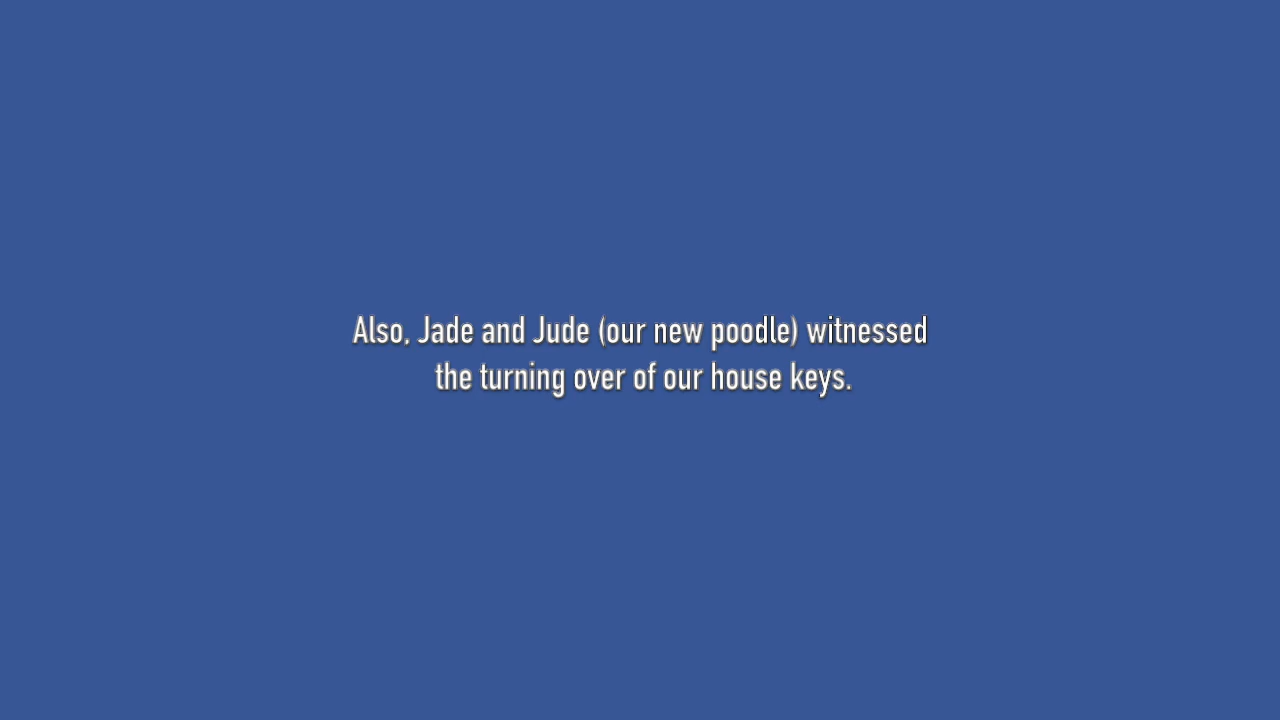 Also, Jade and Jude (our new poodle) witnessed
the turning over of our house keys.